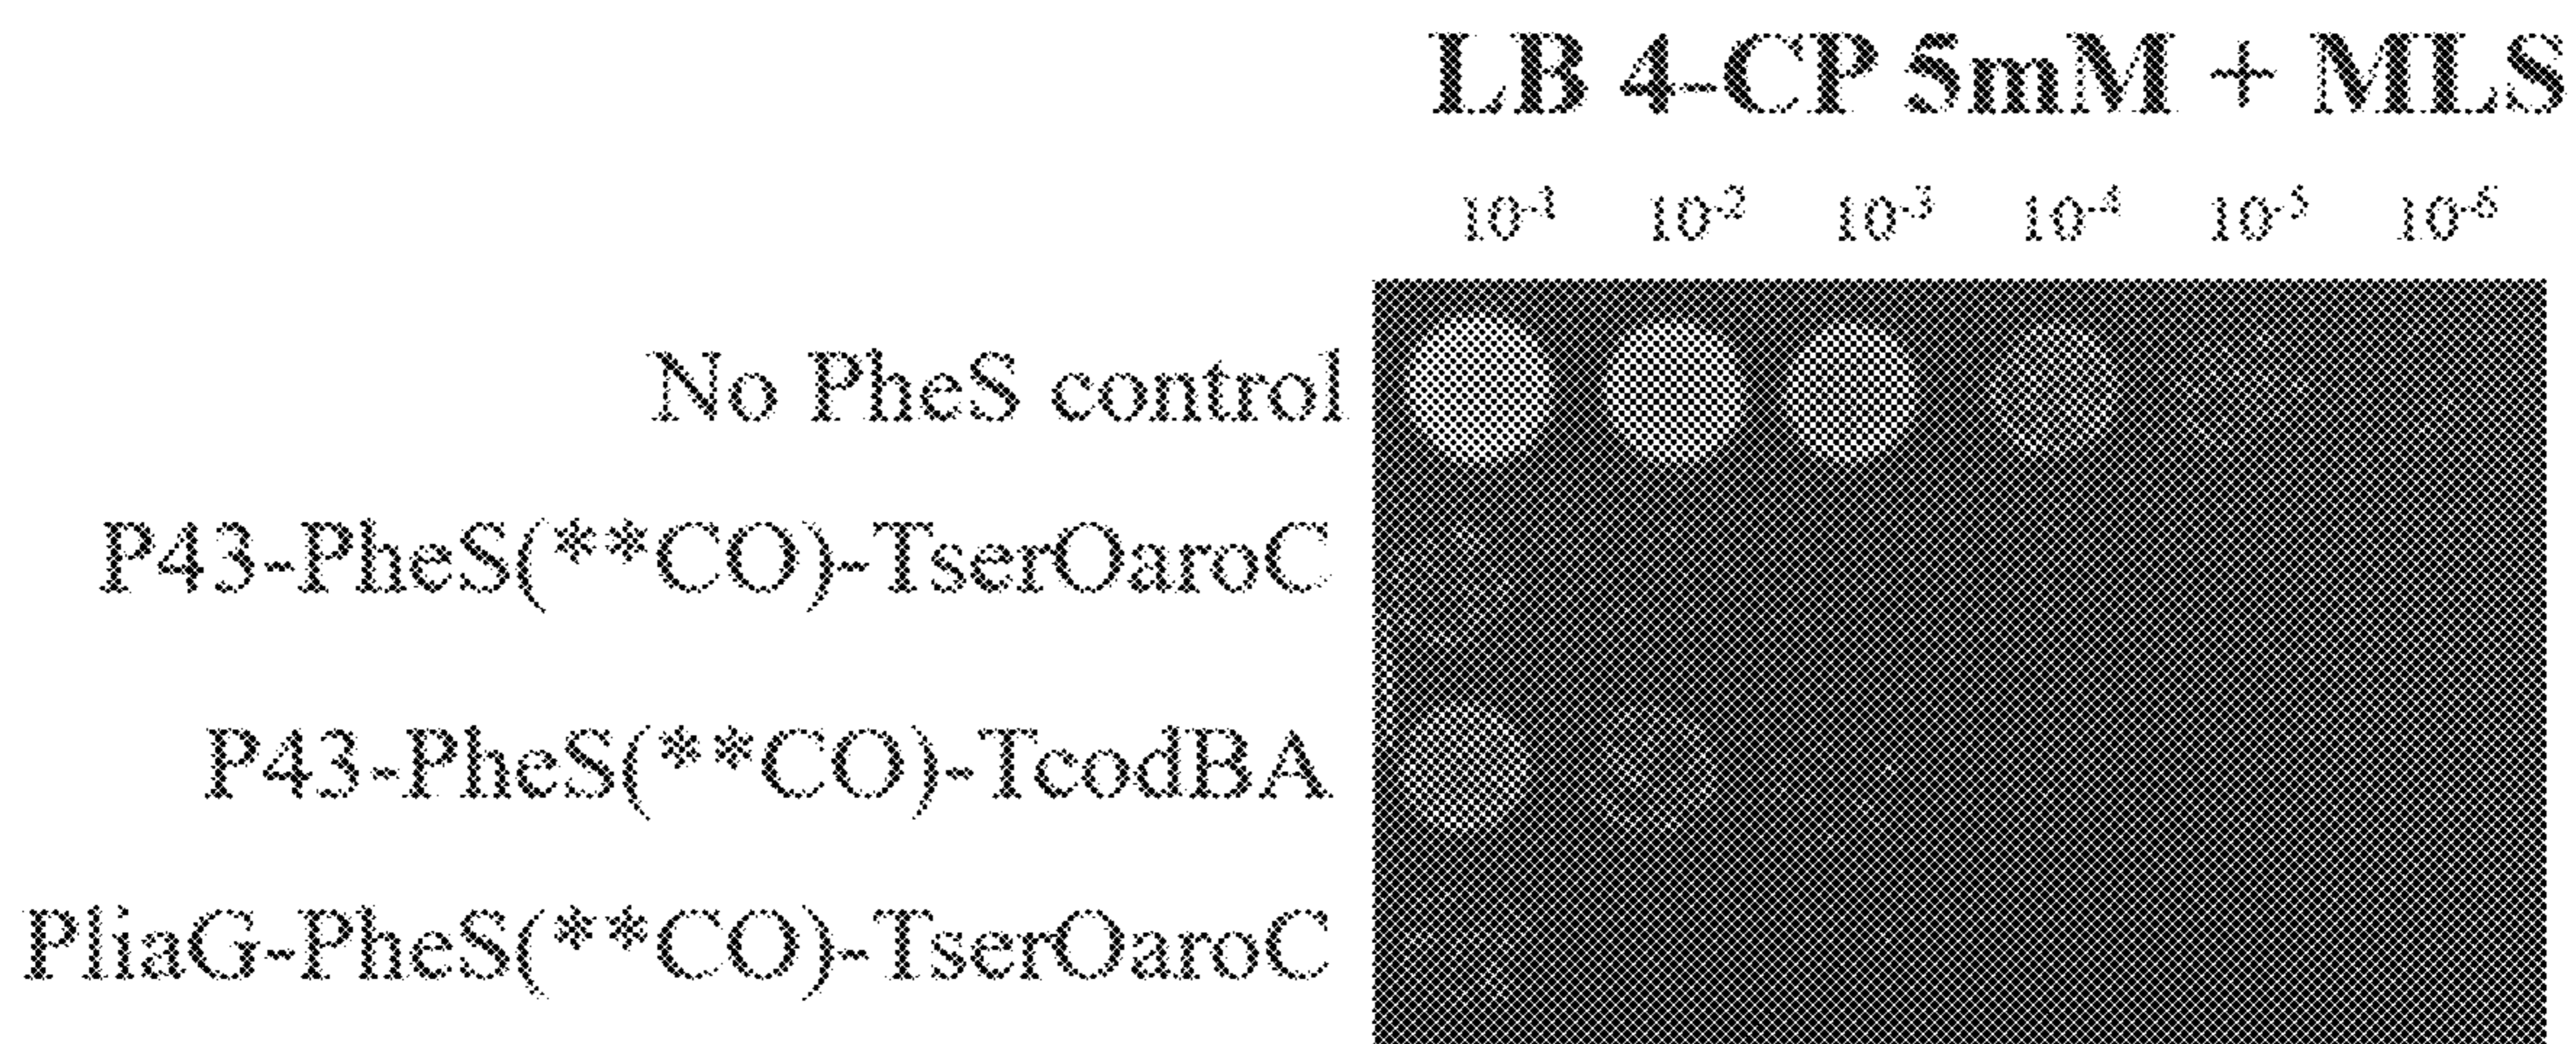 LB 4-CP 5mM + MLS
10⁻¹ 10⁻² 10⁻³ 10⁻⁴ 10⁻⁵ 10⁻⁶
No PheS control
P43-PheS(**CO)-TserOaroC
P43-PheS(**CO)-TcodBA
PliaG-PheS(**CO)-TserOaroC